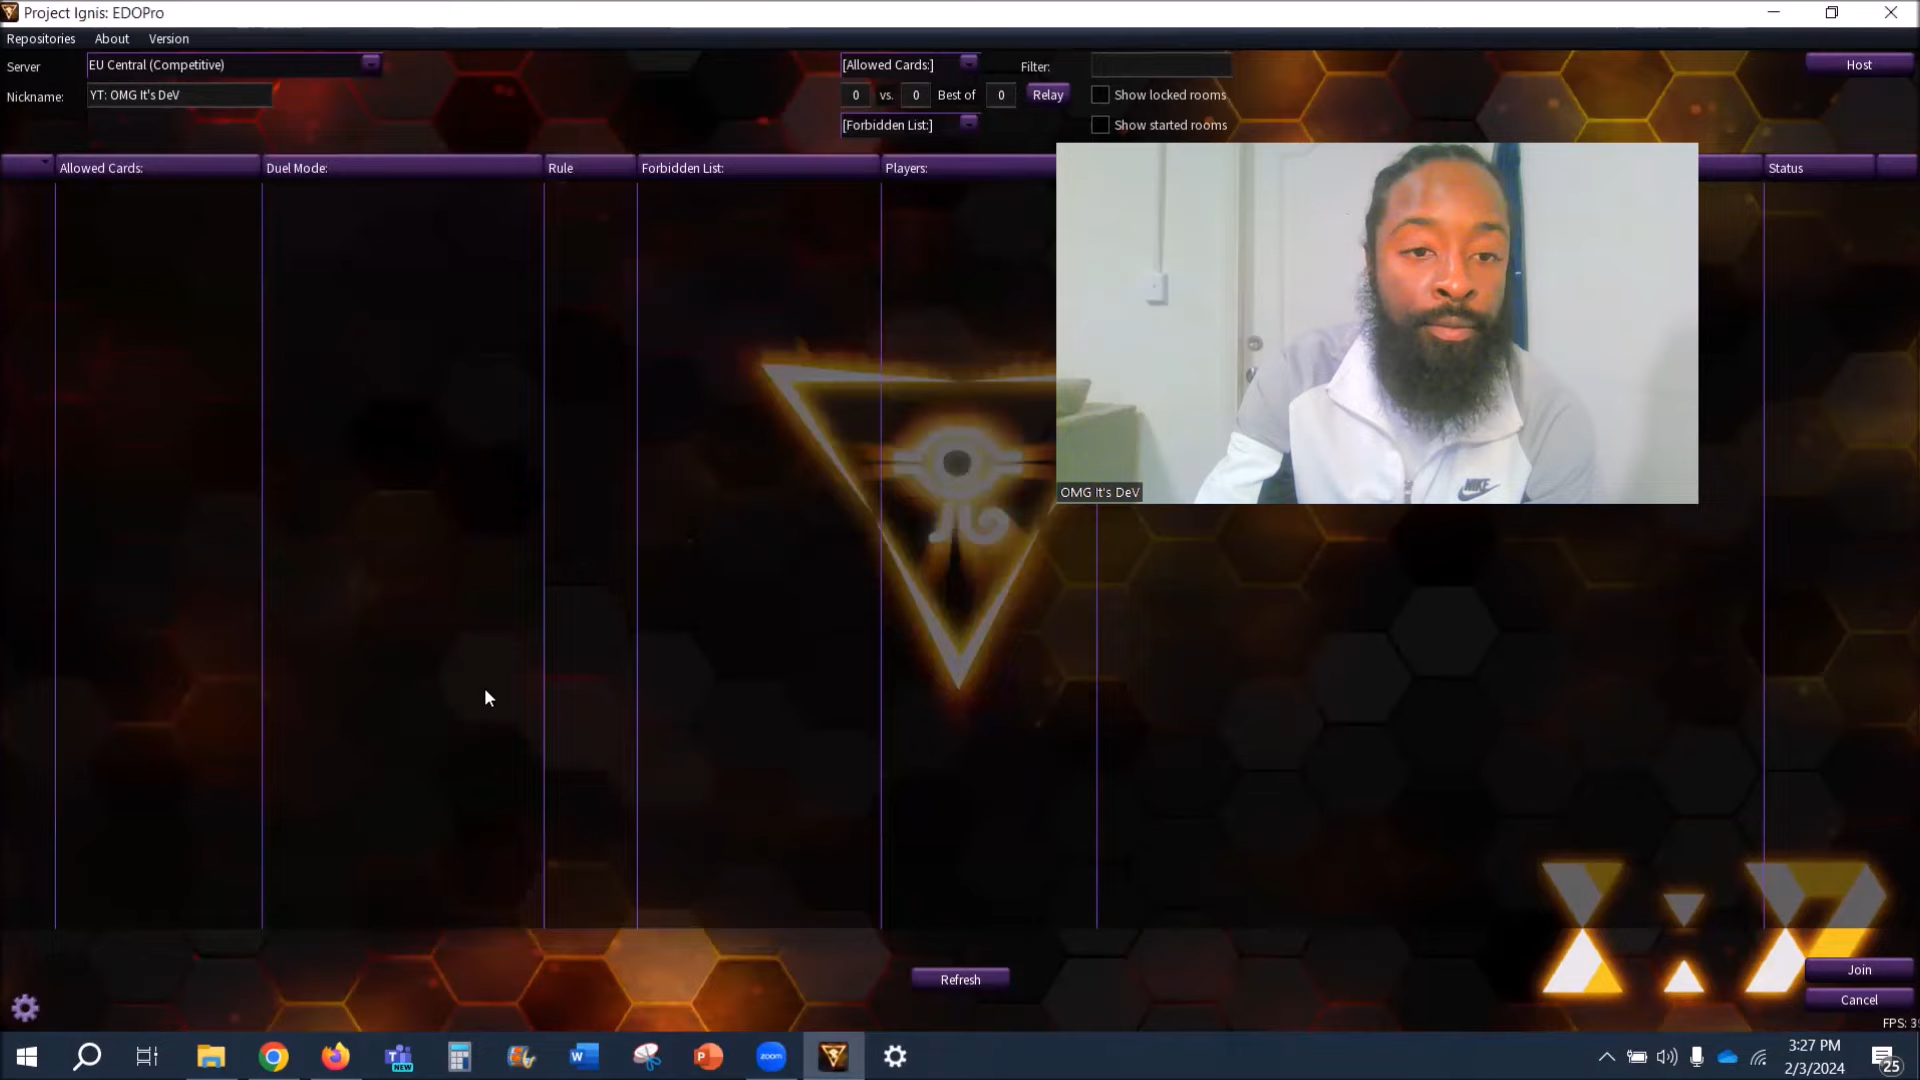 Project Ignis: EDOPro
Repositories About Version
Server EU Central (Competitive) [Allowed Cards:] Filter: Host
Nickname: YT: OMG It's DeV 0 vs. 0 Best of 0 Relay Show locked rooms
[Forbidden List:] Show started rooms
Allowed Cards: Duel Mode: Rule Forbidden List: Players: Status
NIKE
OMG It's DeV
Refresh
Join
Cancel
FPS: 3
NEW
zoom
3:27 PM
2/3/2024
25